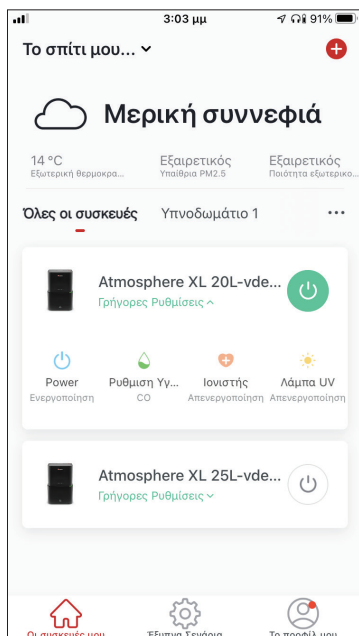 3:03 μμ 91%
Το σπίτι μου...
Μερική συννεφιά
14 °C Εξαιρετικός Εξαιρετικός
Εξωτερική θερμοκρα... Υπαίθρια PM2.5 Ποιότητα εξωτερικο...
Όλες οι συσκευές Υπνοδωμάτιο 1 ...
Atmosphere XL 20L-vde...
Γρήγορες Ρυθμίσεις
Power Ρυθμιση Υγ... Ιονιστής Λάμπα UV
Ενεργοποίηση CO Απενεργοποίηση Απενεργοποίηση
Atmosphere XL 25L-vde...
Γρήγορες Ρυθμίσεις
Οι συσκευές μου Έξυπνα Σενάρια Το προφίλ μου